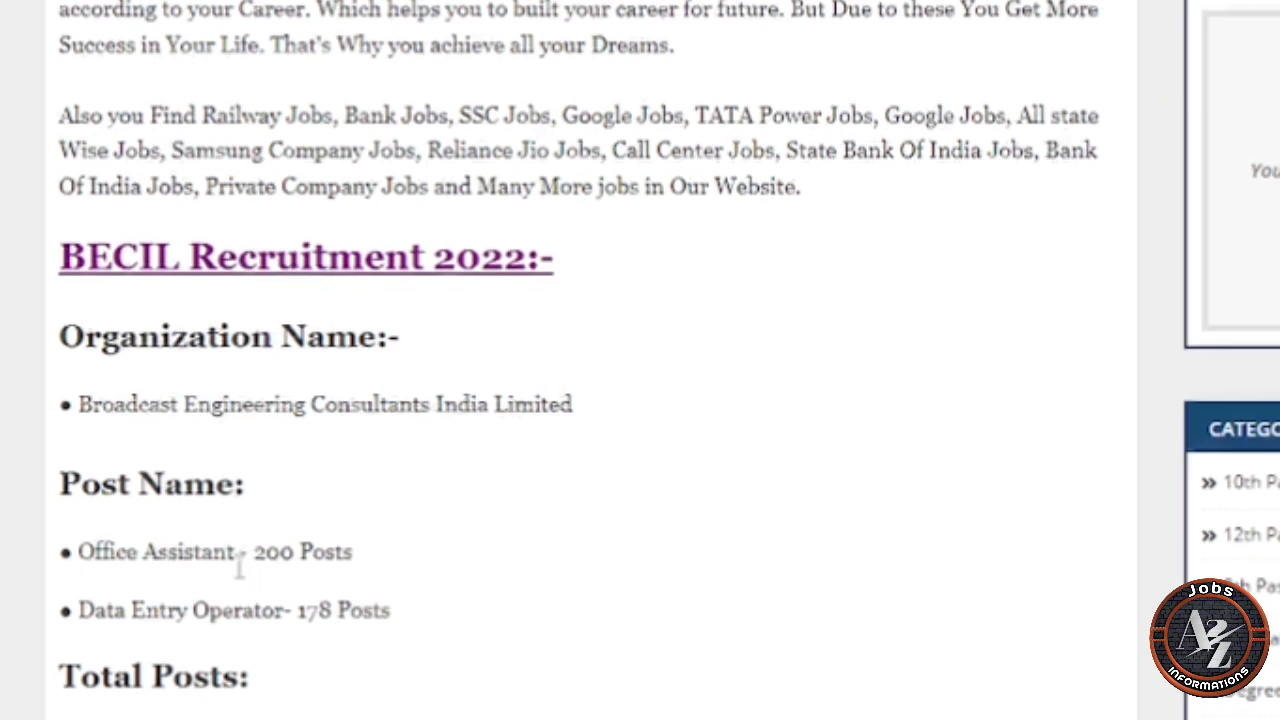 according to your Career. Which helps you to built your career for future. But Due to these You Get More
Success in Your Life. That's Why you achieve all your Dreams.
Also you Find Railway Jobs, Bank Jobs, SSC Jobs, Google Jobs, TATA Power Jobs, Google Jobs, All state
Wise Jobs, Samsung Company Jobs, Reliance Jio Jobs, Call Center Jobs, State Bank Of India Jobs, Bank
Of India Jobs, Private Company Jobs and Many More jobs in Our Website.
BECIL Recruitment 2022:-
Organization Name:-
• Broadcast Engineering Consultants India Limited
Post Name:
• Office Assistant - 200 Posts
• Data Entry Operator- 178 Posts
Total Posts:
You
CATEGO
» 10th Pa
» 12th Pa
th Pas
egree
Jobs
A2Z
INFORMATIONS